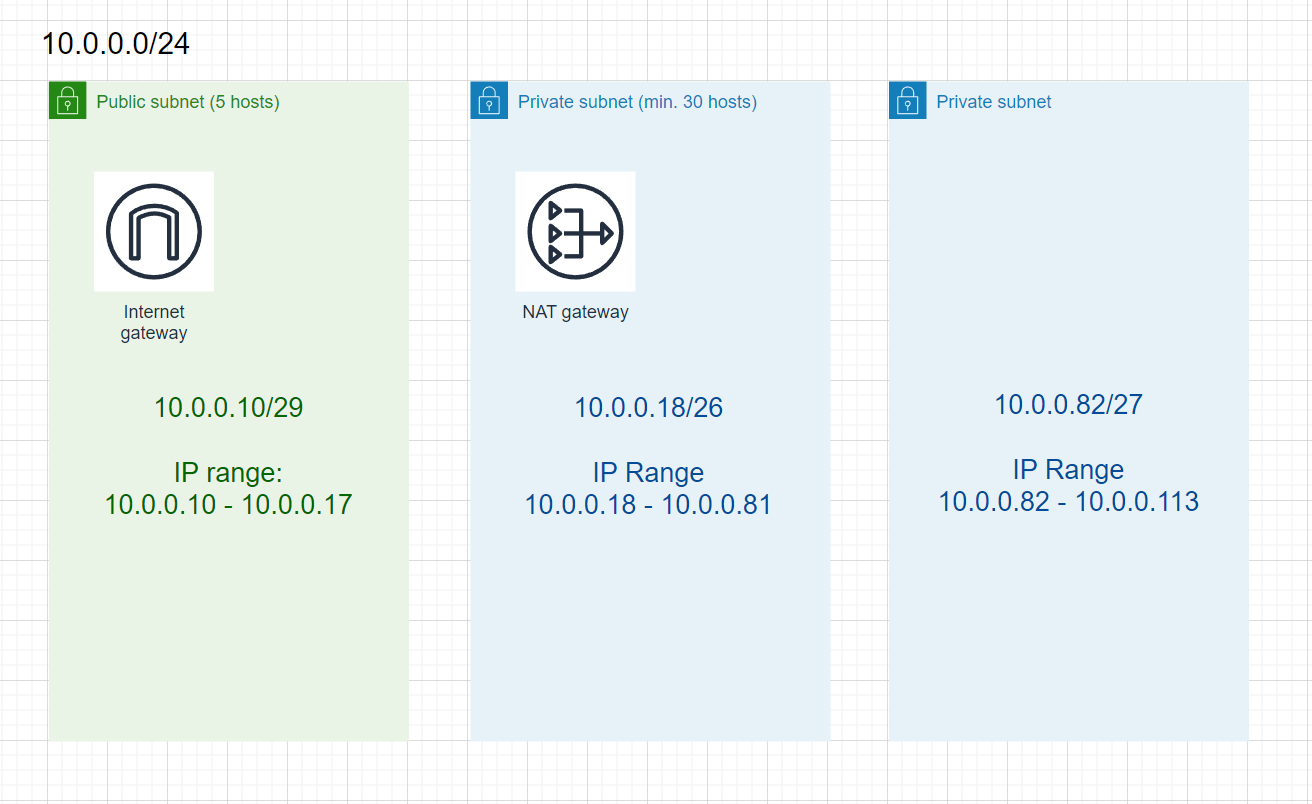 10.0.0.0/24
Public subnet (5 hosts)
Internet
gateway
10.0.0.10/29
IP range:
10.0.0.10 - 10.0.0.17
Private subnet (min. 30 hosts)
NAT gateway
10.0.0.18/26
IP Range
10.0.0.18 - 10.0.0.81
Private subnet
10.0.0.82/27
IP Range
10.0.0.82 - 10.0.0.113